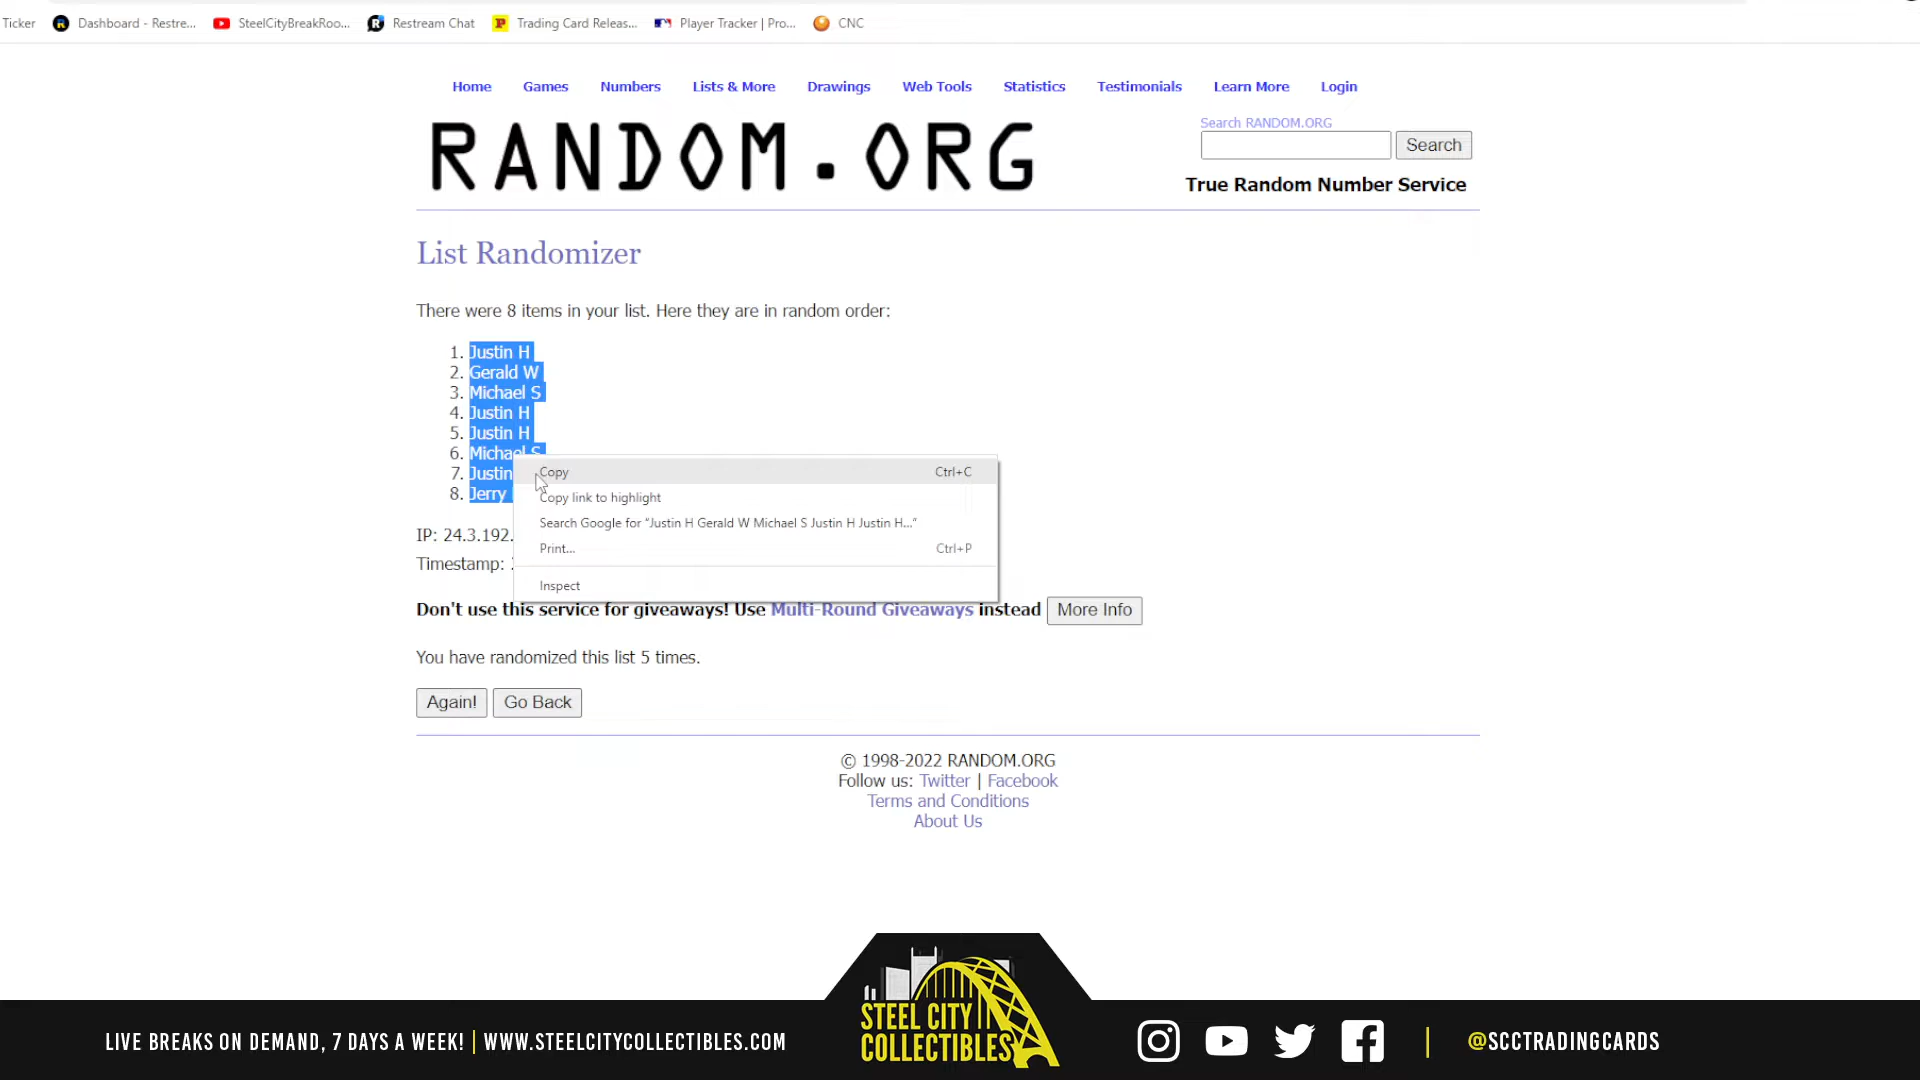 Ticker Dashboard - Restre... SteelCityBreakRoo... Restream Chat Trading Card Releas... Player Tracker | Pro... CNC
Home Games Numbers Lists & More Drawings Web Tools Statistics Testimonials Learn More Login
RANDOM.ORG
Search RANDOM.ORG
Search
True Random Number Service
List Randomizer
There were 8 items in your list. Here they are in random order:
1. Justin H
2. Gerald W
3. Michael S
4. Justin H
5. Justin H
6. Michael S
7. Justin
8. Jerry
Copy Ctrl+C
Copy link to highlight
Search Google for “Justin H Gerald W Michael S Justin H Justin H...”
Print... Ctrl+P
Inspect
IP: 24.3.192.
Timestamp:
Don't use this service for giveaways! Use Multi-Round Giveaways instead More Info
You have randomized this list 5 times.
Again! Go Back
© 1998-2022 RANDOM.ORG
Follow us: Twitter | Facebook
Terms and Conditions
About Us
LIVE BREAKS ON DEMAND, 7 DAYS A WEEK! | WWW.STEELCITYCOLLECTIBLES.COM
STEEL CITY
COLLECTIBLES
@SCCTRADINGCARDS